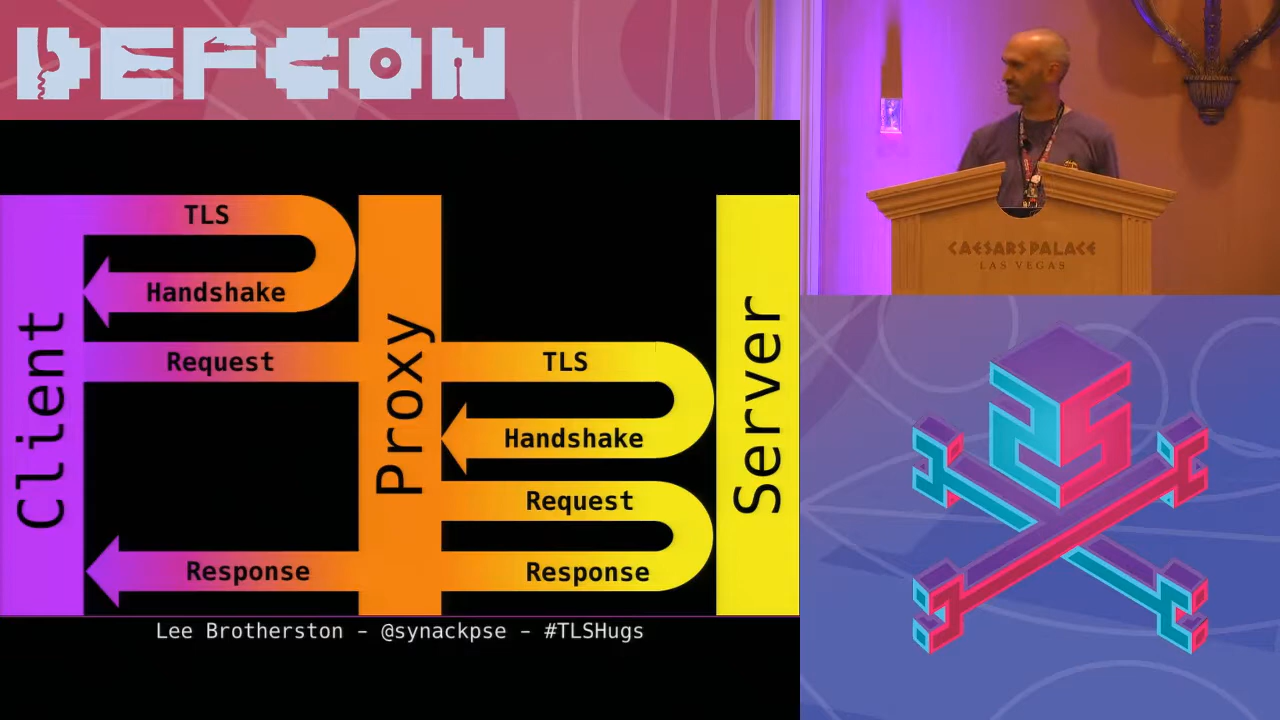 DEFCON
TLS
Handshake
Request
TLS
Handshake
Request
Response
Response
Client
Proxy
Server
Lee Brotherston – @synackpse – #TLSHugs
CAESARS PALACE
LAS VEGAS
25